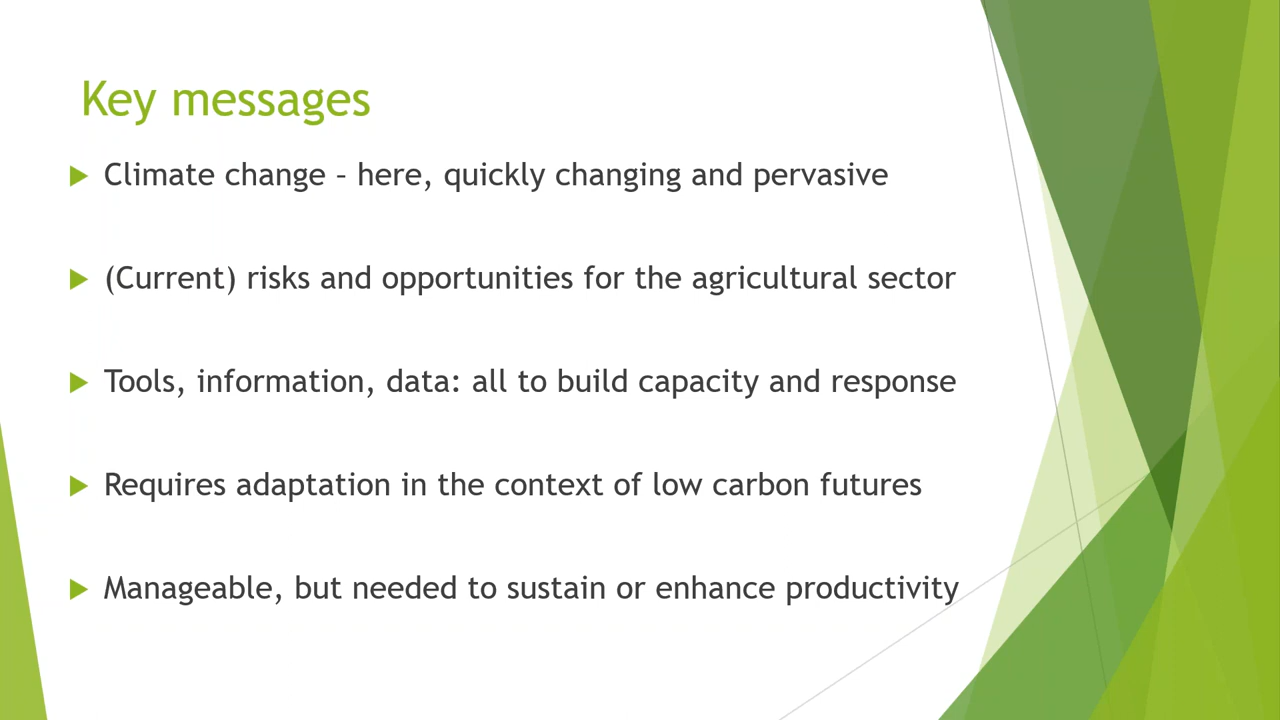 Key messages
Climate change – here, quickly changing and pervasive
(Current) risks and opportunities for the agricultural sector
Tools, information, data: all to build capacity and response
Requires adaptation in the context of low carbon futures
Manageable, but needed to sustain or enhance productivity